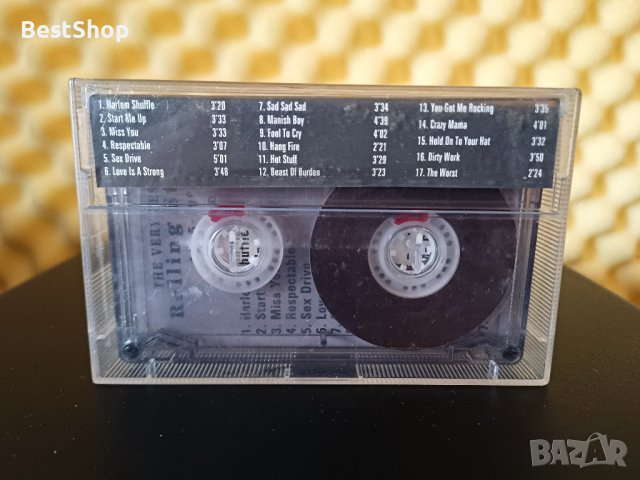 BestShop
1. Harlem Shuffle 3'20
2. Start Me Up 3'33
3. Miss You 3'33
4. Respectable 3'07
5. Sex Drive 5'01
6. Love Is A Strong 3'48
7. Sad Sad Sad 3'34
8. Manish Boy 4'39
9. Fool To Cry 4'02
10. Hang Fire 2'21
11. Hot Stuff 3'29
12. Beast Of Burden 3'23
13. You Got Me Rocking 3'35
14. Crazy Mama 4'01
15. Hold On To Your Hat 3'32
16. Dirty Work 3'50
17. The Worst 2'24
THE VERY
Rolling
1. Harle
2. Start
3. Miss Yo
4. Respectable
5. Sex Drive
6. Lov
BAZAR